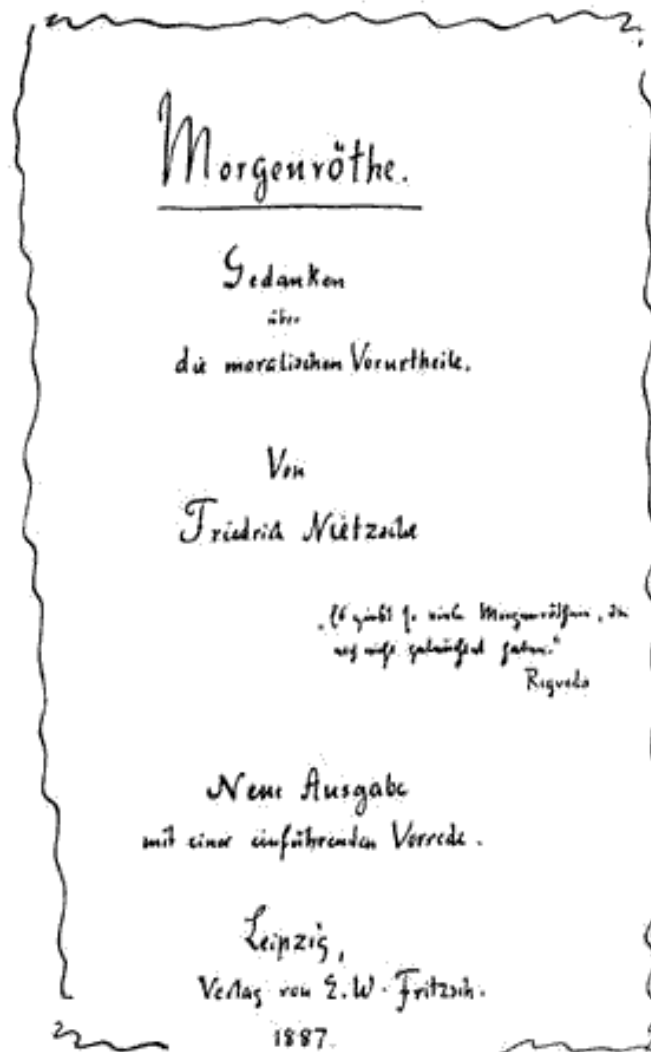 Morgenröthe.
Gedanken
über
die moralischen Vorurtheile.
Von
Friedrich Nietzsche
„Es giebt so viele Morgenröthen, die
noch nicht geleuchtet haben.“
Rigveda
Neue Ausgabe
mit einer einführenden Vorrede.
Leipzig,
Verlag von E. W. Fritzsch.
1887.